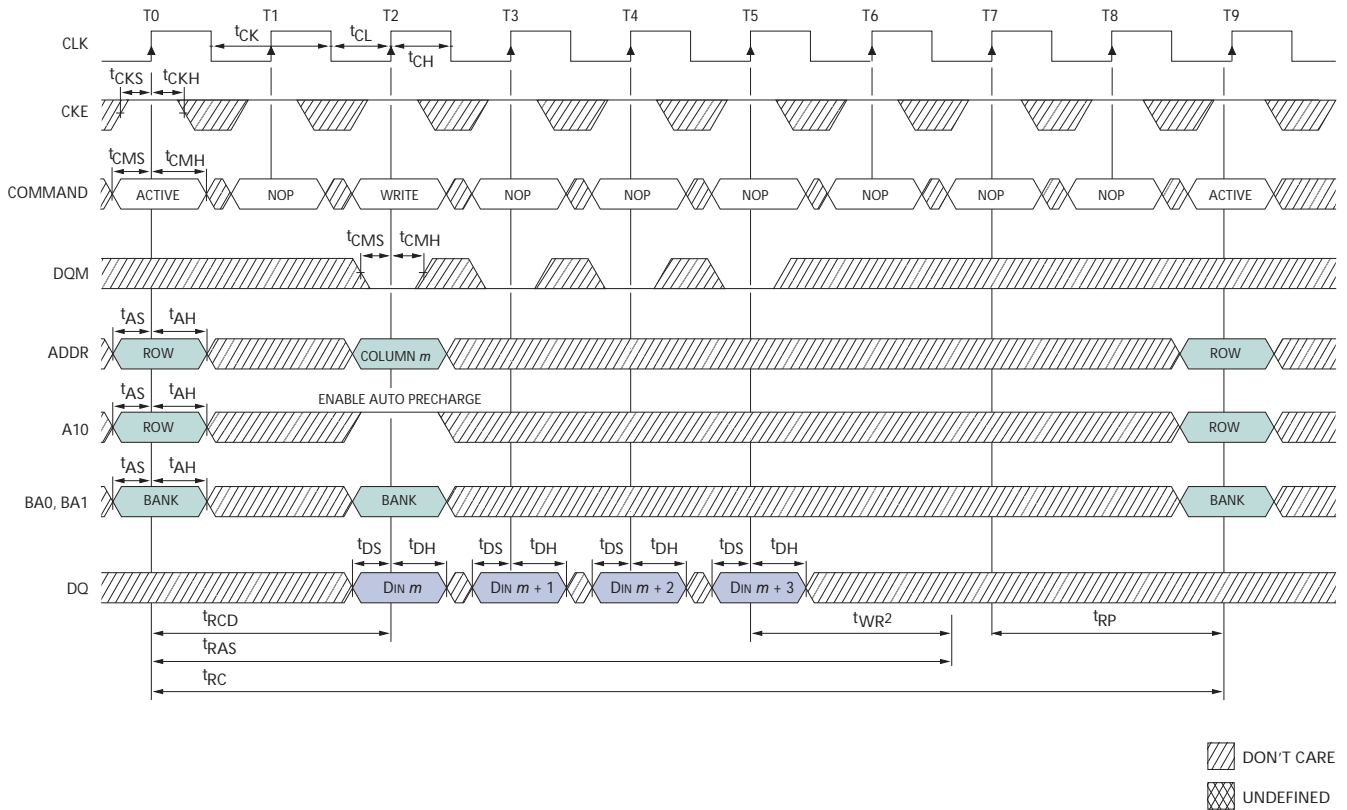 T0 T1 T2 T3 T4 T5 T6 T7 T8 T9
CLK
tCK tCL
tCH
tCKS tCKH
CKE
tCMS tCMH
COMMAND ACTIVE NOP WRITE NOP NOP NOP NOP NOP NOP ACTIVE
tCMS tCMH
DQM
tAS tAH
ADDR ROW COLUMN m ROW
tAS tAH ENABLE AUTO PRECHARGE
A10 ROW ROW
tAS tAH
BA0, BA1 BANK BANK BANK
tDS tDH tDS tDH tDS tDH tDS tDH
DQ DIN m DIN m + 1 DIN m + 2 DIN m + 3
tRCD tWR2 tRP
tRAS
tRC
DON'T CARE
UNDEFINED